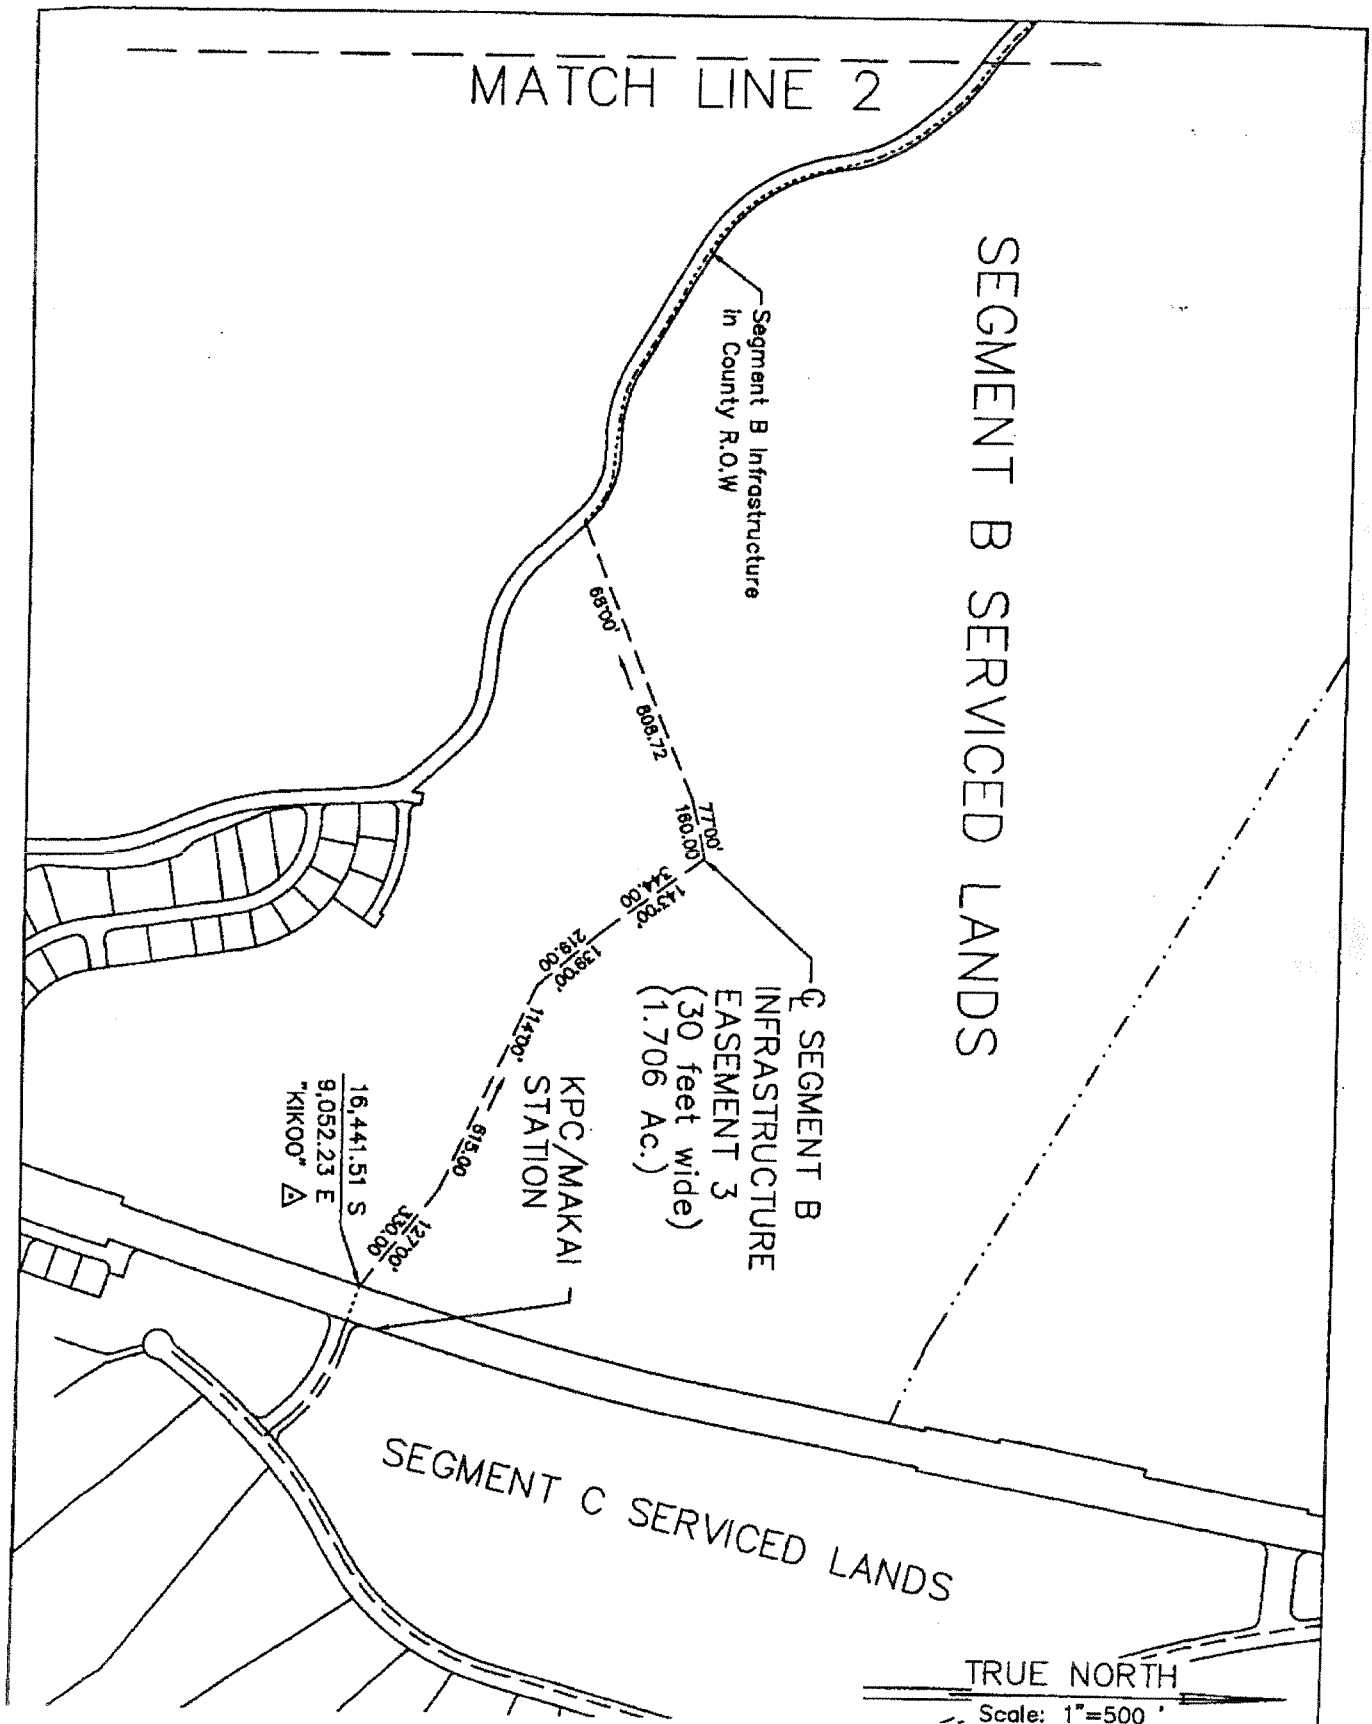 MATCH LINE 2
SEGMENT B SERVICED LANDS
Segment B Infrastructure
in County R.O.W
68°00'
808.72
77°00'
160.00
143°00'
344.00
139°00'
219.00
114°00'
615.00
127°00'
330.00
℄ SEGMENT B
INFRASTRUCTURE
EASEMENT 3
(30 feet wide)
(1.706 Ac.)
KPC/MAKAI
STATION
16,441.51 S
9,052.23 E
"KIKOO"
SEGMENT C SERVICED LANDS
TRUE NORTH
Scale: 1"=500 '